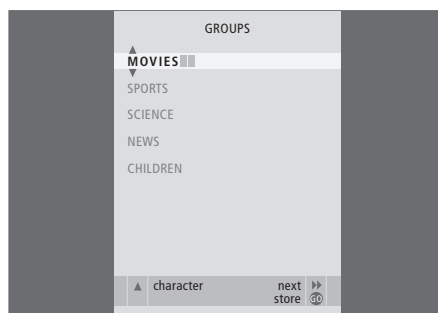 GROUPS
MOVIES
SPORTS
SCIENCE
NEWS
CHILDREN
character next
store GO